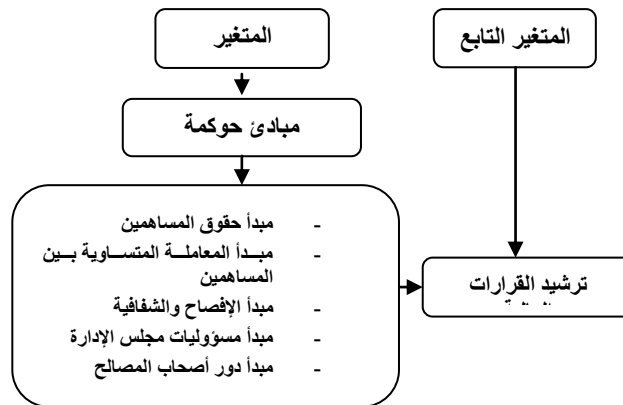 المتغير
المتغير التابع
مبادئ حوكمة
- مبدأ حقوق المساهمين
- مبدأ المعاملة المتساوية بين
المساهمين
- مبدأ الإفصاح والشفافية
- مبدأ مسؤوليات مجلس الإدارة
- مبدأ دور أصحاب المصالح
ترشيد القرارات